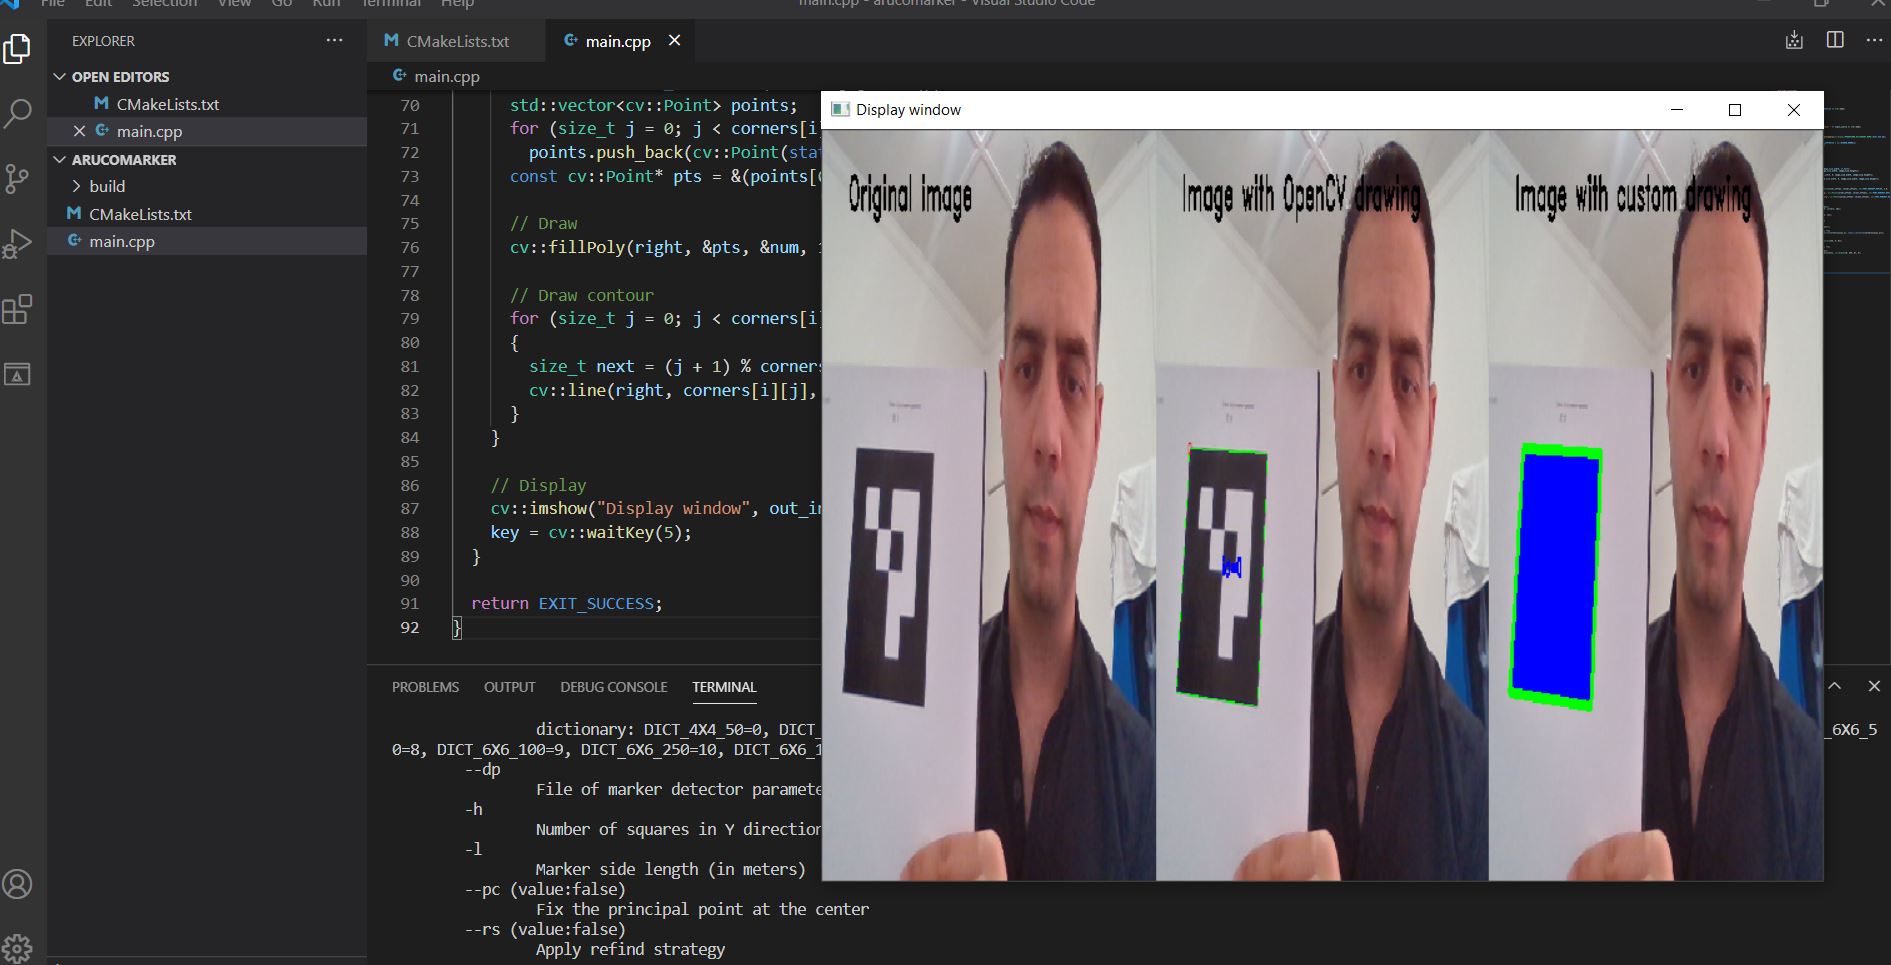 File Edit Selection View Go Run Terminal Help
main.cpp - arucomarker - Visual Studio Code
EXPLORER
OPEN EDITORS
CMakeLists.txt
main.cpp
ARUCOMARKER
build
CMakeLists.txt
main.cpp
CMakeLists.txt
main.cpp
main.cpp
70 std::vector<cv::Point> points;
71 for (size_t j = 0; j < corners[i]
72 points.push_back(cv::Point(stat
73 const cv::Point* pts = &(points[0
74
75 // Draw
76 cv::fillPoly(right, &pts, &num, 1
77
78 // Draw contour
79 for (size_t j = 0; j < corners[i]
80 {
81 size_t next = (j + 1) % corners
82 cv::line(right, corners[i][j],
83 }
84 }
85
86 // Display
87 cv::imshow("Display window", out_im
88 key = cv::waitKey(5);
89 }
90
91 return EXIT_SUCCESS;
92 }
Display window
Original image
Image with OpenCV drawing
Image with custom drawing
PROBLEMS OUTPUT DEBUG CONSOLE TERMINAL
dictionary: DICT_4X4_50=0, DICT_
_6X6_5
0=8, DICT_6X6_100=9, DICT_6X6_250=10, DICT_6X6_1
--dp
File of marker detector paramete
-h
Number of squares in Y direction
-l
Marker side length (in meters)
--pc (value:false)
Fix the principal point at the center
--rs (value:false)
Apply refind strategy